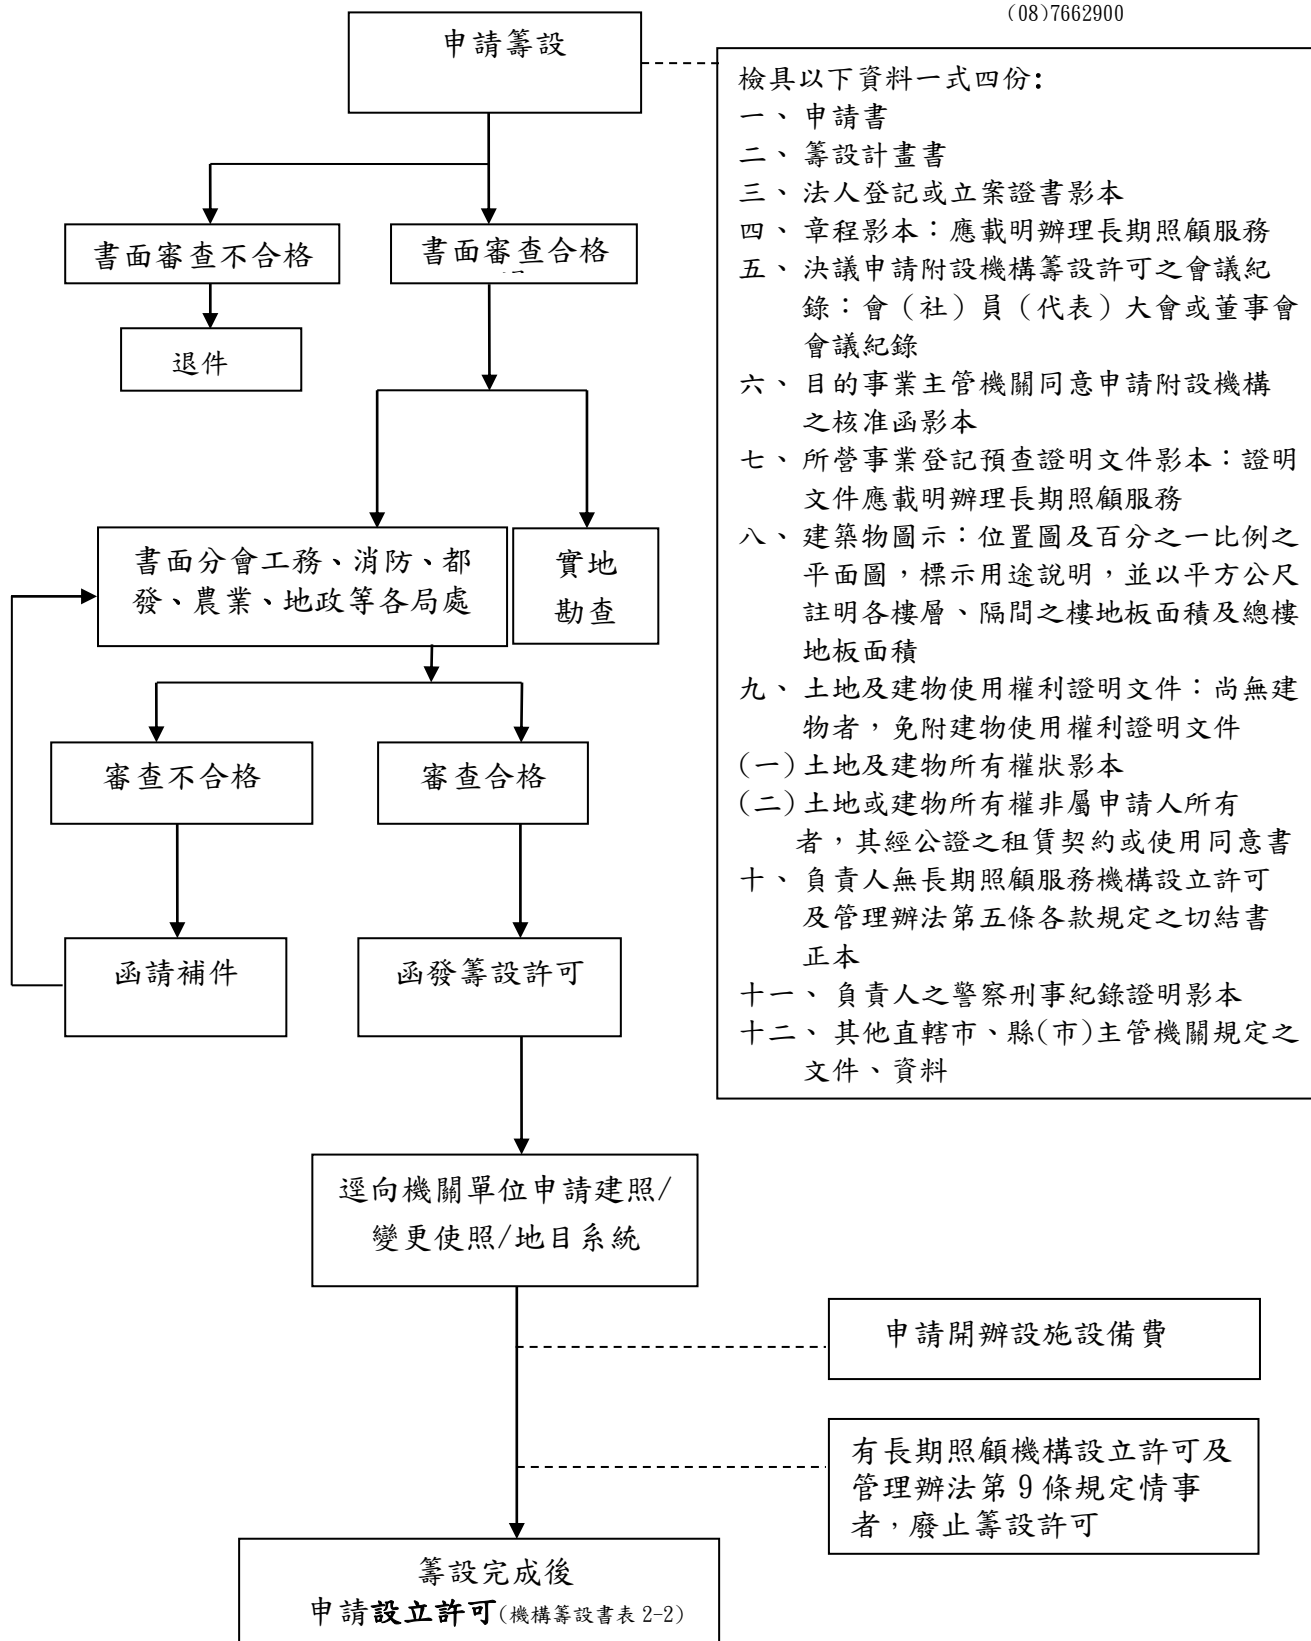 (08)7662900
申請籌設
檢具以下資料一式四份:
一、申請書
二、籌設計畫書
三、法人登記或立案證書影本
四、章程影本：應載明辦理長期照顧服務
五、決議申請附設機構籌設許可之會議紀
錄：會（社）員（代表）大會或董事會
會議紀錄
六、目的事業主管機關同意申請附設機構
之核准函影本
七、所營事業登記預查證明文件影本：證明
文件應載明辦理長期照顧服務
八、建築物圖示：位置圖及百分之一比例之
平面圖，標示用途說明，並以平方公尺
註明各樓層、隔間之樓地板面積及總樓
地板面積
九、土地及建物使用權利證明文件：尚無建
物者，免附建物使用權利證明文件
(一)土地及建物所有權狀影本
(二)土地或建物所有權非屬申請人所有
者，其經公證之租賃契約或使用同意書
十、負責人無長期照顧服務機構設立許可
及管理辦法第五條各款規定之切結書
正本
十一、負責人之警察刑事紀錄證明影本
十二、其他直轄市、縣(市)主管機關規定之
文件、資料
書面審查不合格
書面審查合格
退件
書面分會工務、消防、都
發、農業、地政等各局處
實地
勘查
審查不合格
審查合格
函請補件
函發籌設許可
逕向機關單位申請建照/
變更使照/地目系統
申請開辦設施設備費
有長期照顧機構設立許可及
管理辦法第 9 條規定情事
者，廢止籌設許可
籌設完成後
申請設立許可(機構籌設書表 2-2)